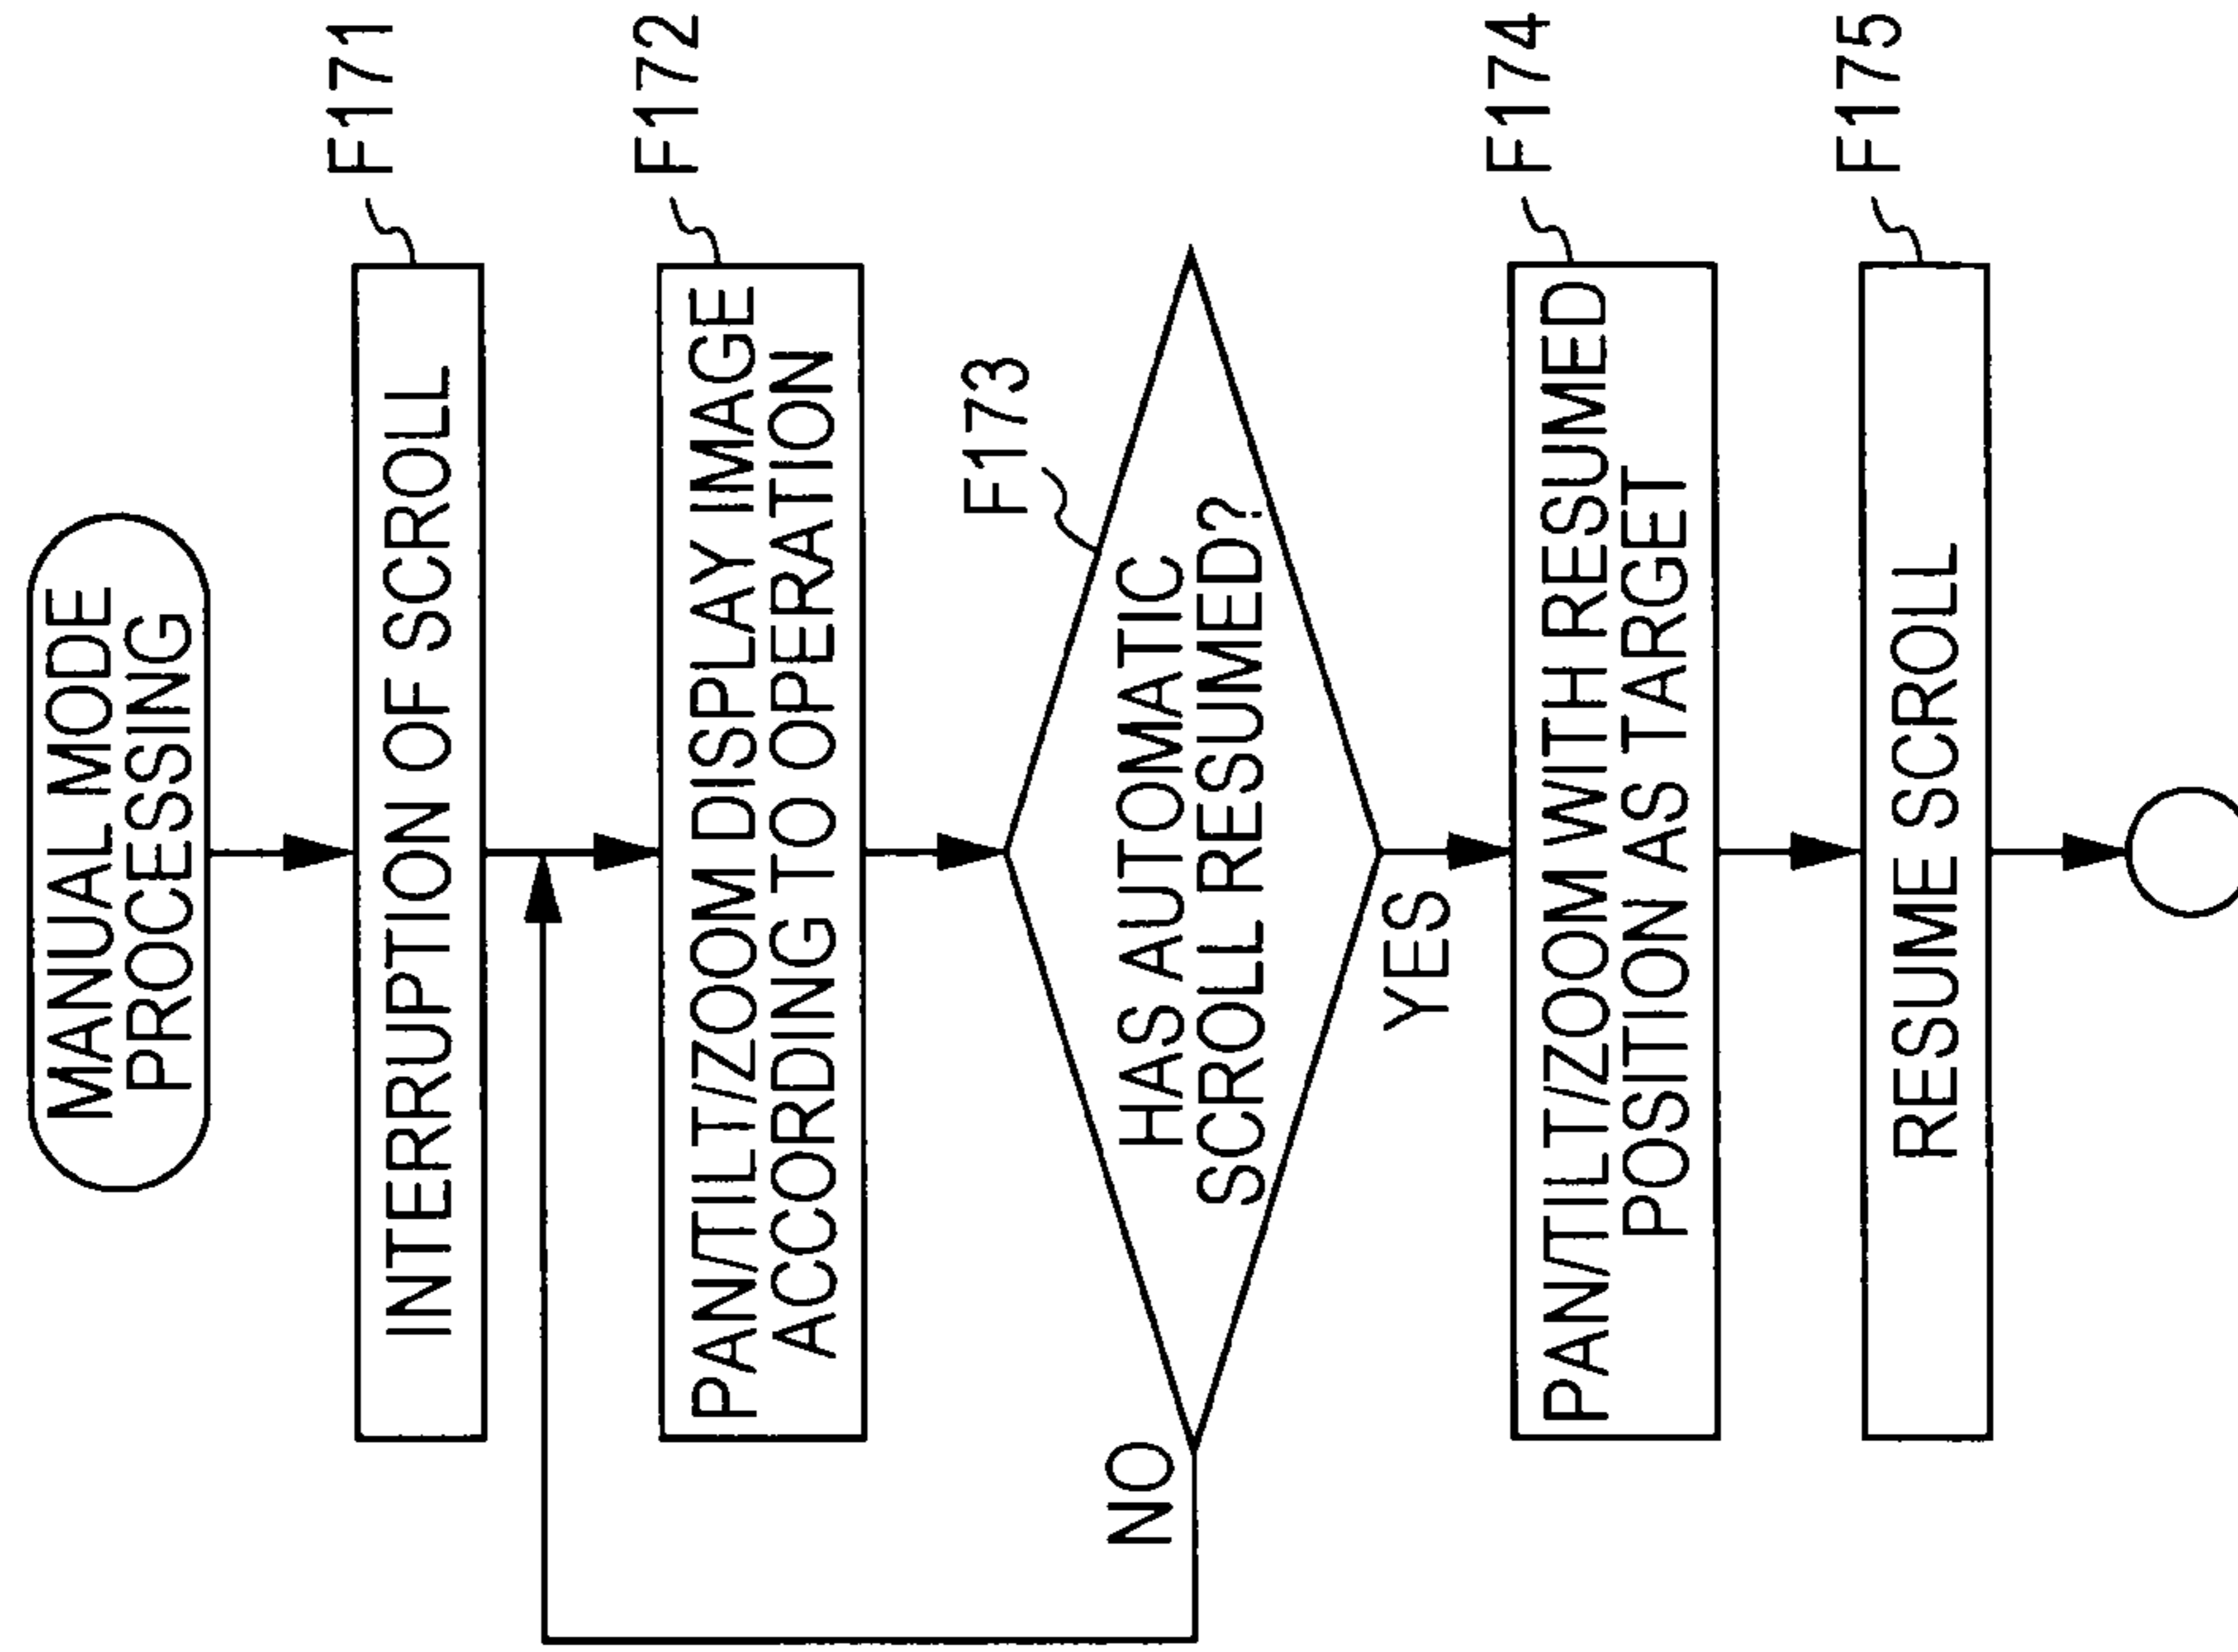 MANUAL MODE
PROCESSING
INTERRUPTION OF SCROLL
F171
PAN/TILT/ZOOM DISPLAY IMAGE
ACCORDING TO OPERATION
F172
F173
HAS AUTOMATIC
SCROLL RESUMED?
NO
YES
PAN/TILT/ZOOM WITH RESUMED
POSITION AS TARGET
F174
RESUME SCROLL
F175